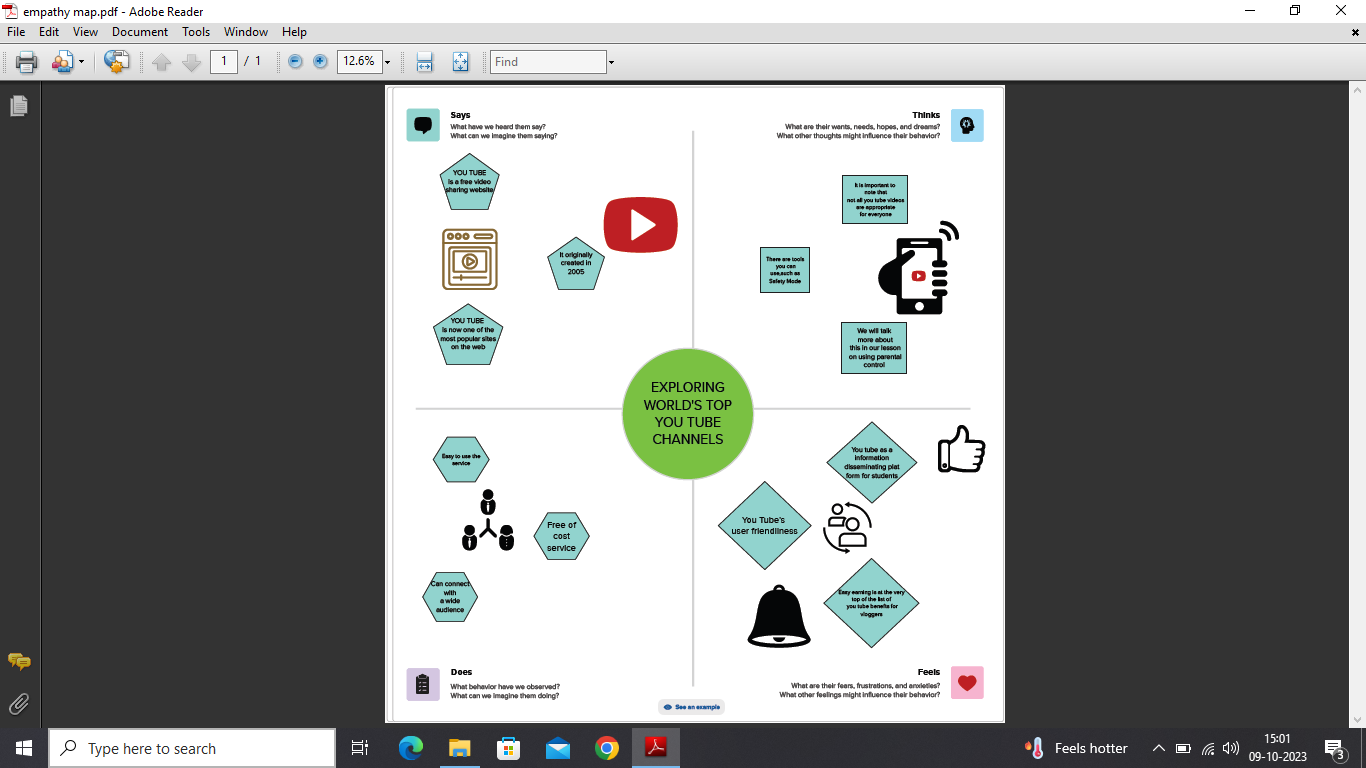 empathy map.pdf - Adobe Reader
File Edit View Document Tools Window Help
1 / 1
12.6%
Find
Says
What have we heard them say?
What can we imagine them saying?
Thinks
What are their wants, needs, hopes, and dreams?
What other thoughts might influence their behavior?
YOU TUBE
is a free video
sharing website
It originally
created in
2005
YOU TUBE
is now one of the
most popular sites
on the web
It is important to
note that
not all you tube videos
are appropriate
for everyone
There are tools
you can
use,such as
Safety Mode
We will talk
more about
this in our lesson
on using parental
control
EXPLORING
WORLD'S TOP
YOU TUBE
CHANNELS
Easy to use the
service
Free of
cost
service
Can connect
with
a wide
audience
You tube as a
information
disseminating plat
form for students
You Tube's
user friendliness
Easy earning is at the very
top of the list of
you tube benefits for
vloggers
Does
What behavior have we observed?
What can we imagine them doing?
Feels
What are their fears, frustrations, and anxieties?
What other feelings might influence their behavior?
See an example
Type here to search
Feels hotter
15:01
09-10-2023
3